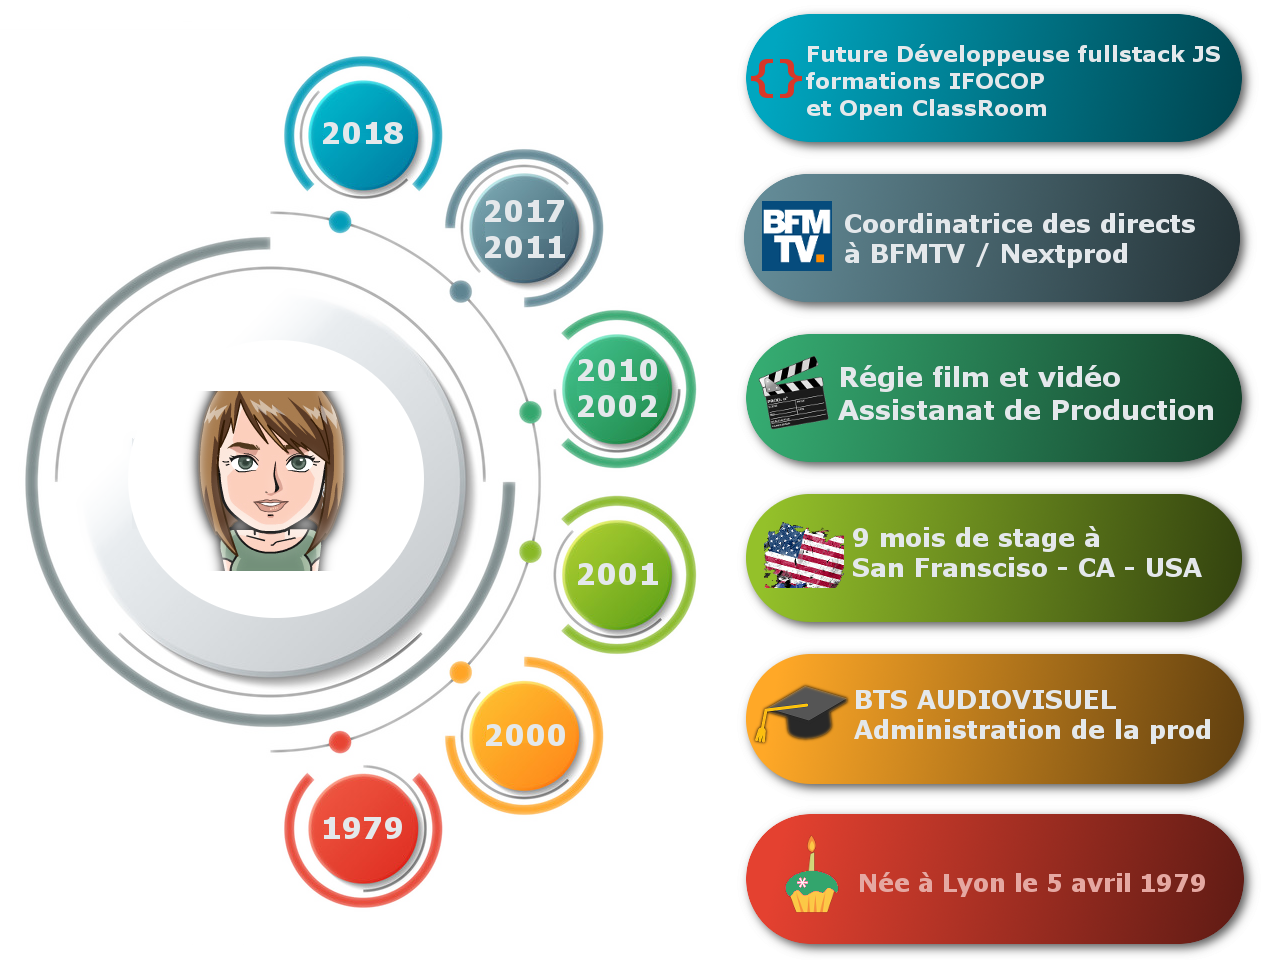 2018
Future Développeuse fullstack JS
formations IFOCOP
et Open ClassRoom
{}
2017
2011
BFM
TV.
Coordinatrice des directs
à BFMTV / Nextprod
2010
2002
Régie film et vidéo
Assistanat de Production
2001
9 mois de stage à
San Fransciso - CA - USA
2000
BTS AUDIOVISUEL
Administration de la prod
1979
Née à Lyon le 5 avril 1979